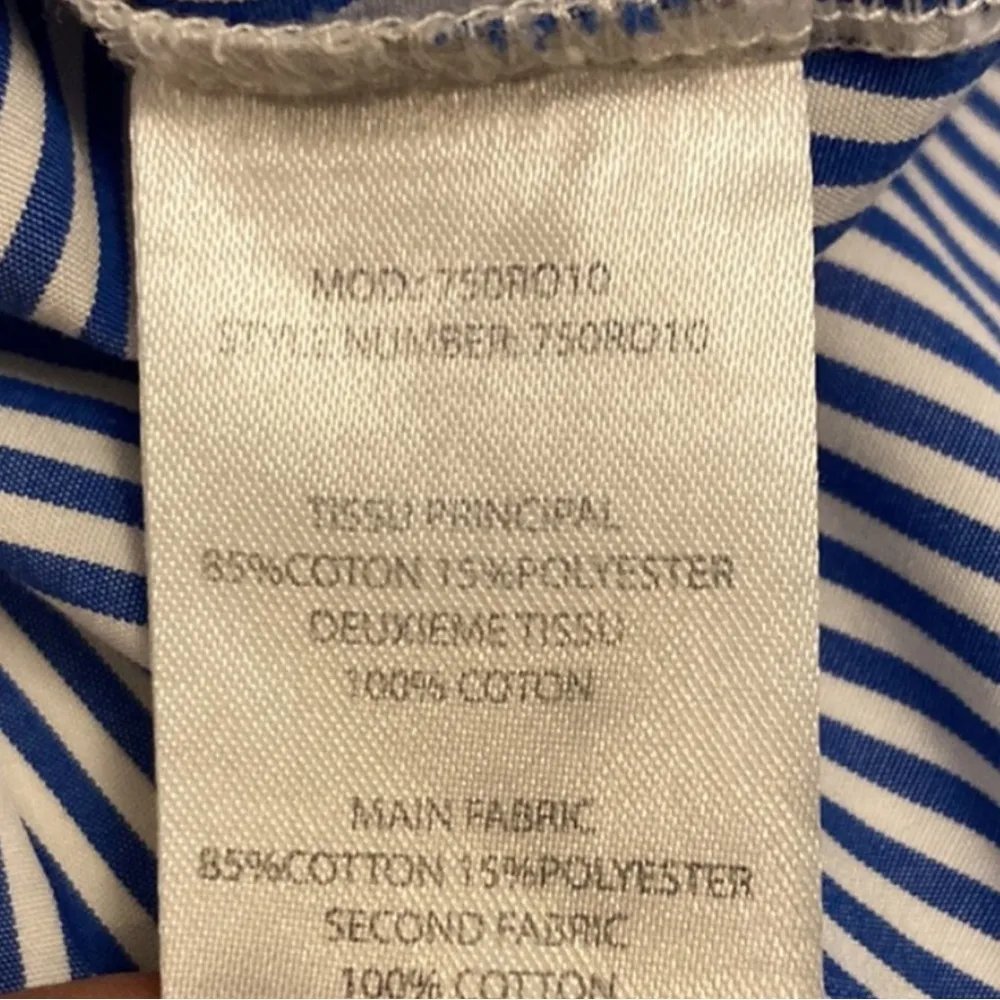 MOD.: 750RO10
STYLE NUMBER: 750RO10
TISSU PRINCIPAL
85%COTON 15%POLYESTER
DEUXIEME TISSU
100% COTON
MAIN FABRIC
85%COTTON 15%POLYESTER
SECOND FABRIC
100% COTTON